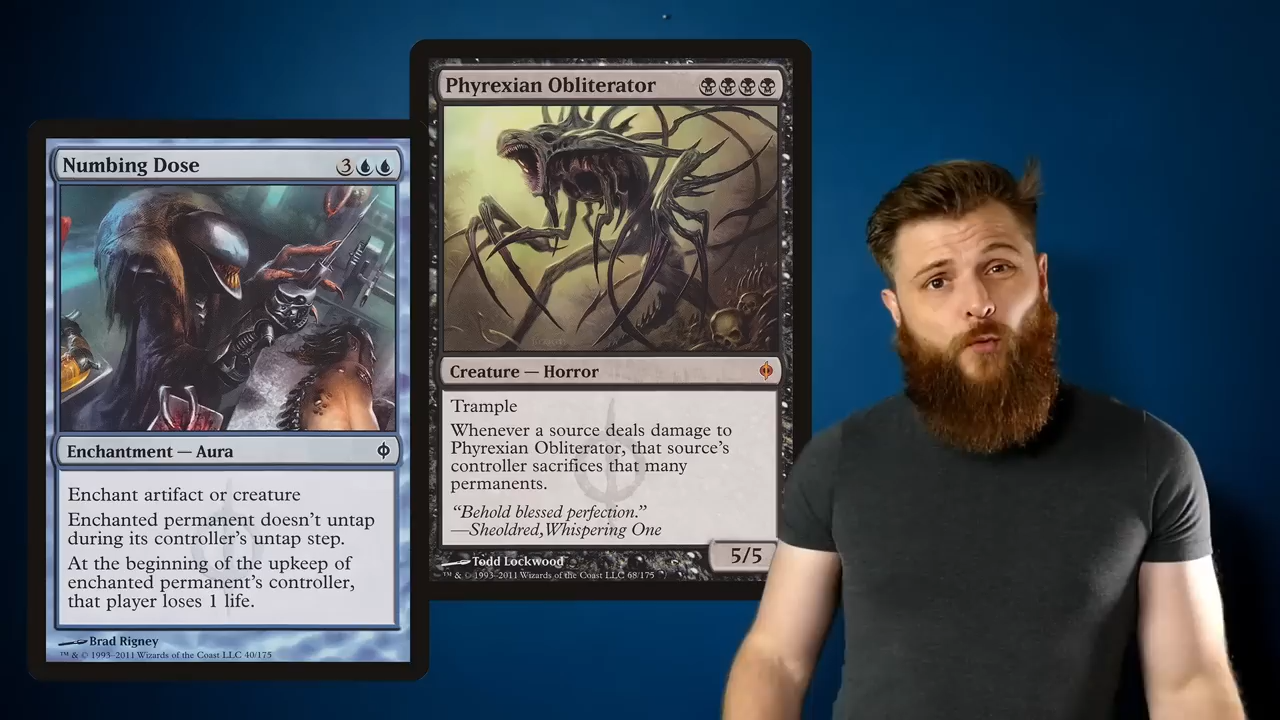 Numbing Dose
3
Enchantment — Aura
Enchant artifact or creature
Enchanted permanent doesn't untap
during its controller's untap step.
At the beginning of the upkeep of
enchanted permanent's controller,
that player loses 1 life.
Brad Rigney
™ & © 1993–2011 Wizards of the Coast LLC 40/175
Phyrexian Obliterator
Creature — Horror
Trample
Whenever a source deals damage to
Phyrexian Obliterator, that source's
controller sacrifices that many
permanents.
“Behold blessed perfection.”
—Sheoldred, Whispering One
5/5
Todd Lockwood
™ & © 1993–2011 Wizards of the Coast LLC 68/175